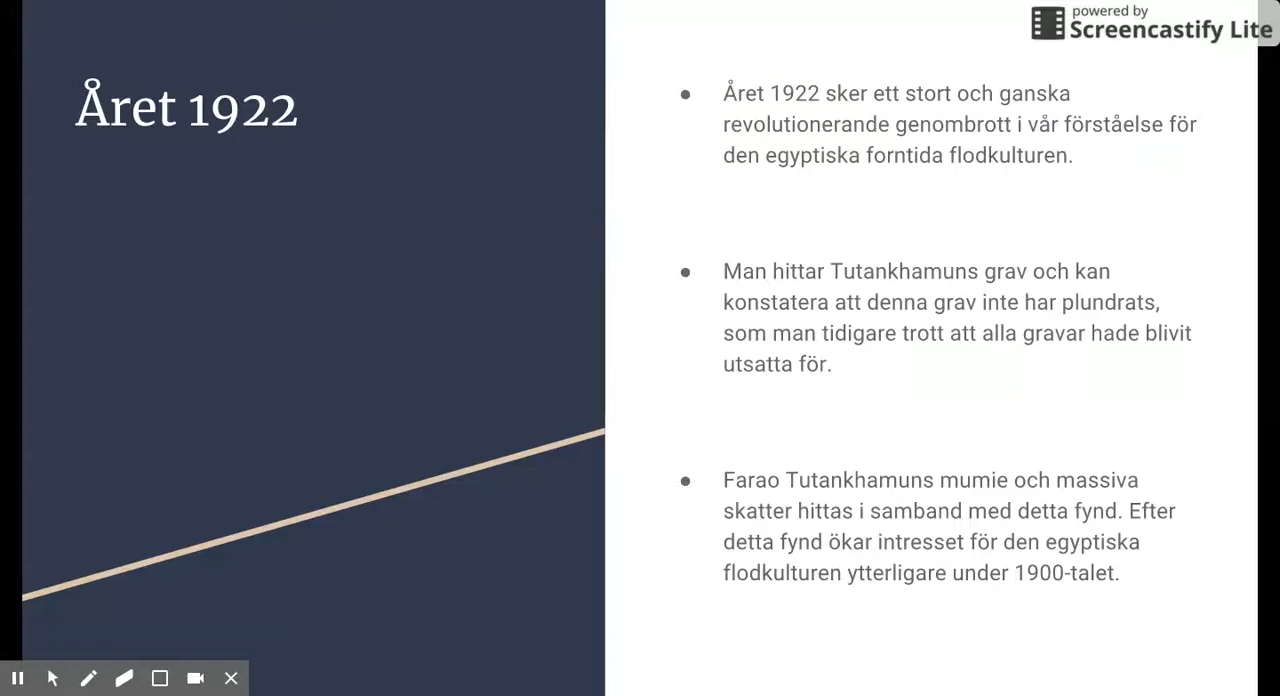 powered by
Screencastify Lite
Året 1922
Året 1922 sker ett stort och ganska
revolutionerande genombrott i vår förståelse för
den egyptiska forntida flodkulturen.
Man hittar Tutankhamuns grav och kan
konstatera att denna grav inte har plundrats,
som man tidigare trott att alla gravar hade blivit
utsatta för.
Farao Tutankhamuns mumie och massiva
skatter hittas i samband med detta fynd. Efter
detta fynd ökar intresset för den egyptiska
flodkulturen ytterligare under 1900-talet.